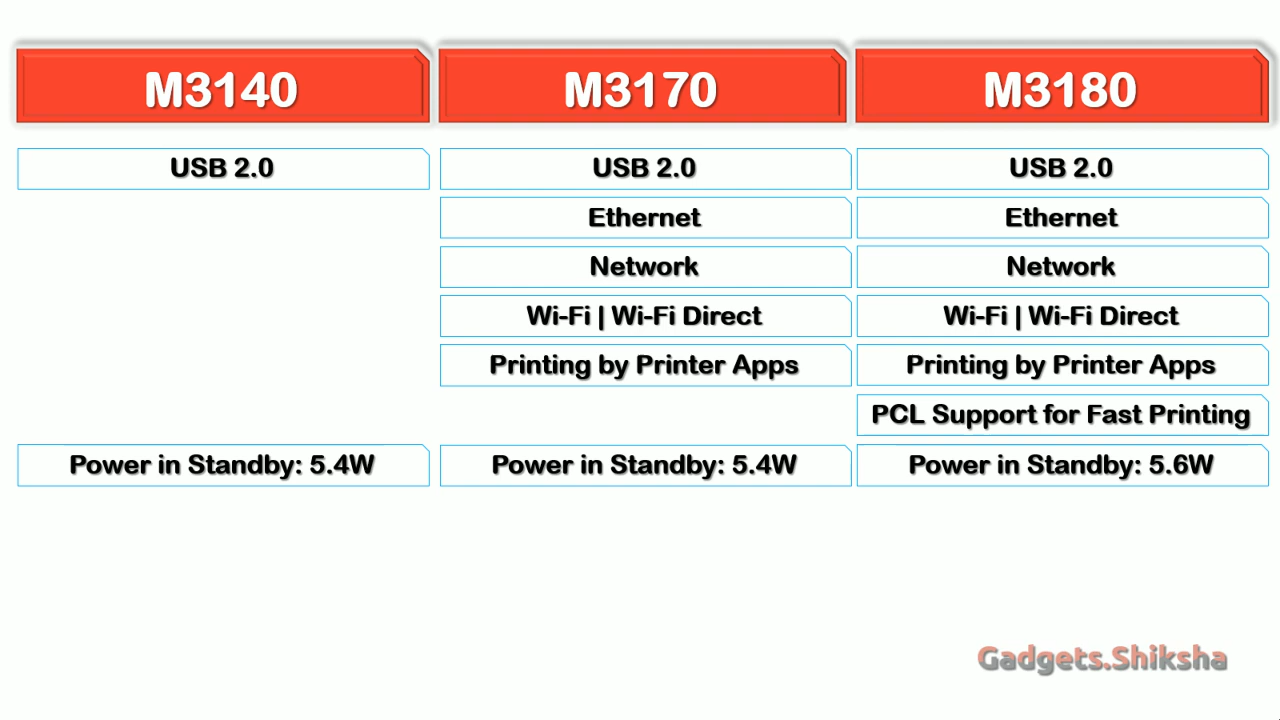 M3140 M3170 M3180
USB 2.0 USB 2.0 USB 2.0
Ethernet Ethernet
Network Network
Wi-Fi | Wi-Fi Direct Wi-Fi | Wi-Fi Direct
Printing by Printer Apps Printing by Printer Apps
PCL Support for Fast Printing
Power in Standby: 5.4W Power in Standby: 5.4W Power in Standby: 5.6W
Gadgets.Shiksha